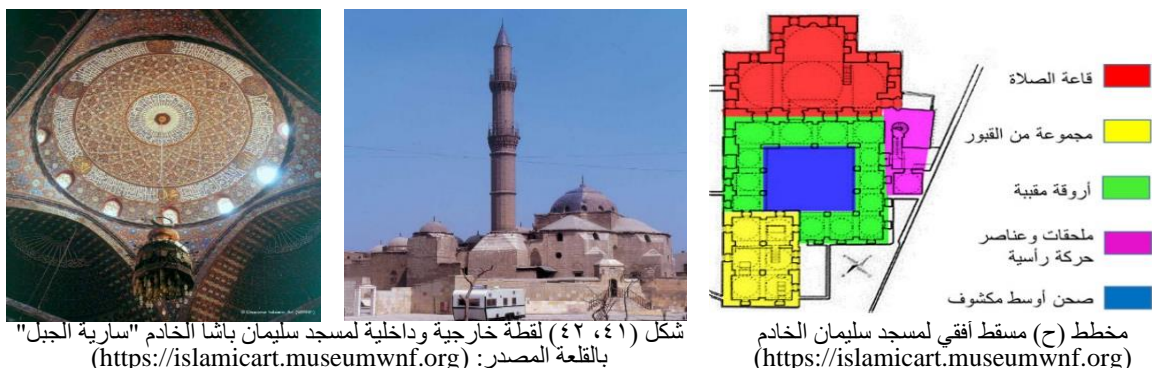 قاعة الصلاة
مجموعة من القبور
أروقة مقببة
ملحقات وعناصر
حركة رأسية
صحن أوسط مكشوف
مخطط (ح) مسقط أفقي لمسجد سليمان الخادم
(https://islamicart.museumwnf.org)
شكل (٤١، ٤٢) لقطة خارجية وداخلية لمسجد سليمان باشا الخادم "سارية الجبل"
بالقلعة المصدر: (https://islamicart.museumwnf.org)